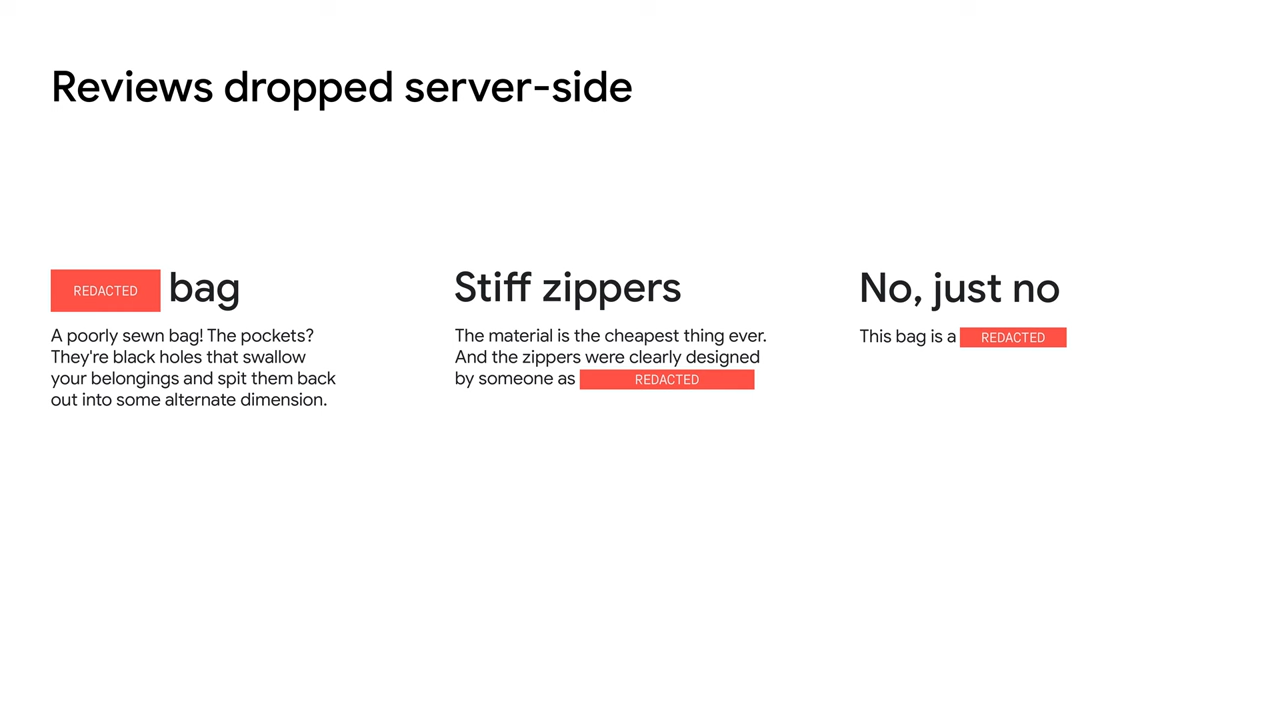 Reviews dropped server-side
REDACTED bag
A poorly sewn bag! The pockets?
They're black holes that swallow
your belongings and spit them back
out into some alternate dimension.
Stiff zippers
The material is the cheapest thing ever.
And the zippers were clearly designed
by someone as REDACTED
No, just no
This bag is a REDACTED